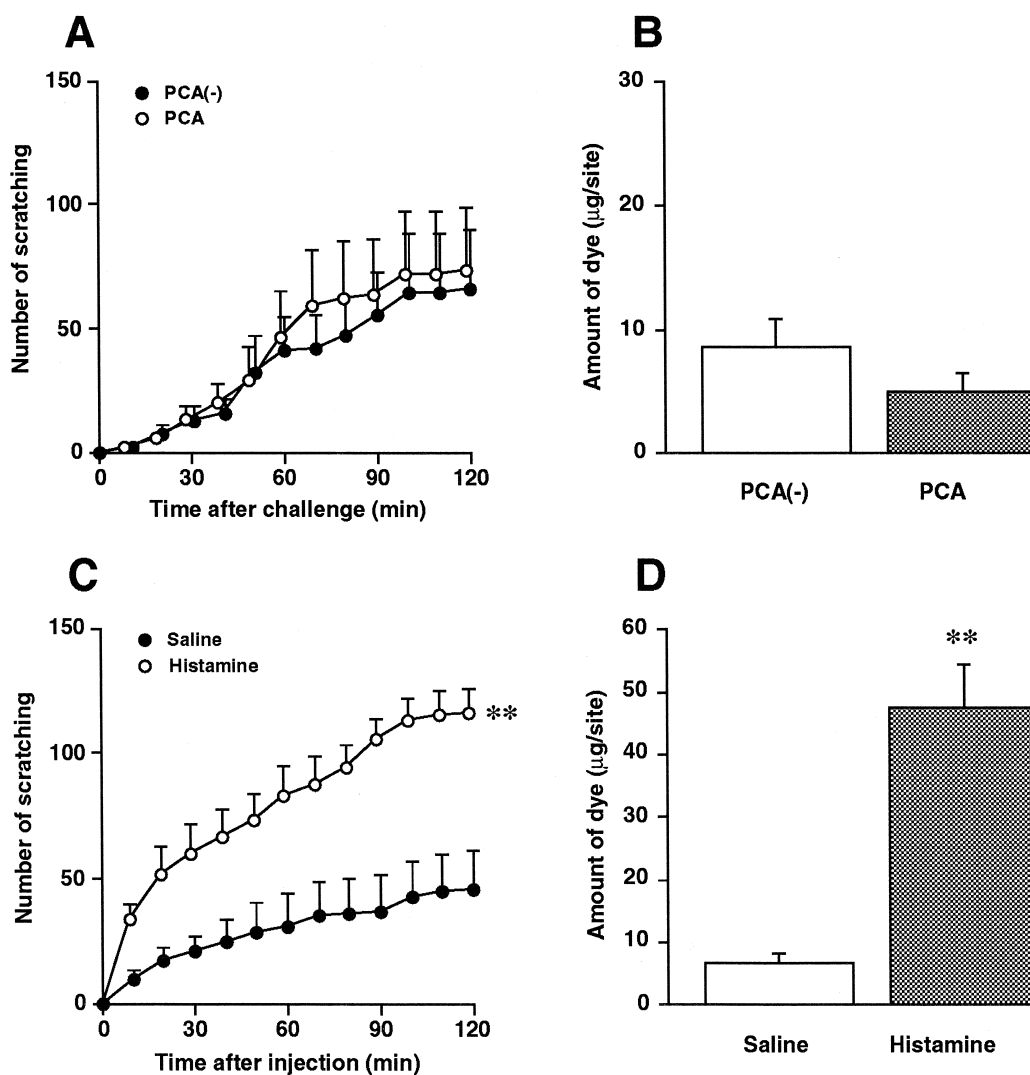 A
150
100
50
0
Number of scratching
PCA(-)
PCA
0 30 60 90 120
Time after challenge (min)
B
30
20
10
0
Amount of dye (µg/site)
PCA(-) PCA
C
150
100
50
0
Number of scratching
Saline
Histamine
**
0 30 60 90 120
Time after injection (min)
D
60
50
40
30
20
10
0
Amount of dye (µg/site)
**
Saline Histamine